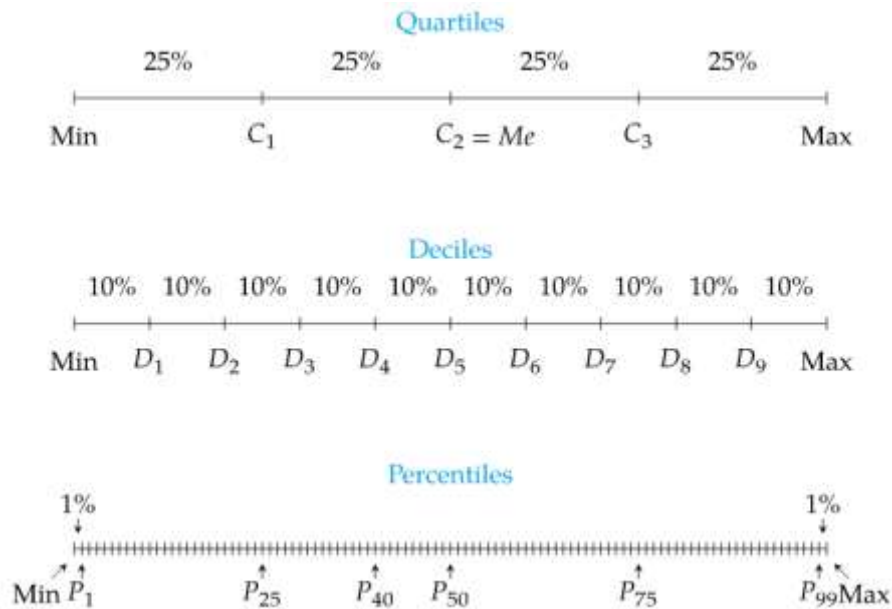 Quartiles
25% 25% 25% 25%
Min C₁ C₂ = Me C₃ Max
Deciles
10% 10% 10% 10% 10% 10% 10% 10% 10% 10%
Min D₁ D₂ D₃ D₄ D₅ D₆ D₇ D₈ D₉ Max
Percentiles
1% 1%
Min P₁ P₂₅ P₄₀ P₅₀ P₇₅ P₉₉ Max